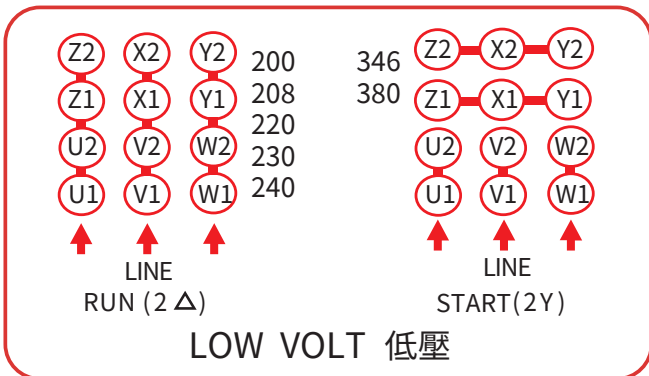 Z2 X2 Y2 200 346 Z2 X2 Y2
Z1 X1 Y1 208 380 Z1 X1 Y1
220
U2 V2 W2 230 U2 V2 W2
U1 V1 W1 240 U1 V1 W1
LINE LINE
RUN (2 △) START(2Y)
LOW VOLT 低壓